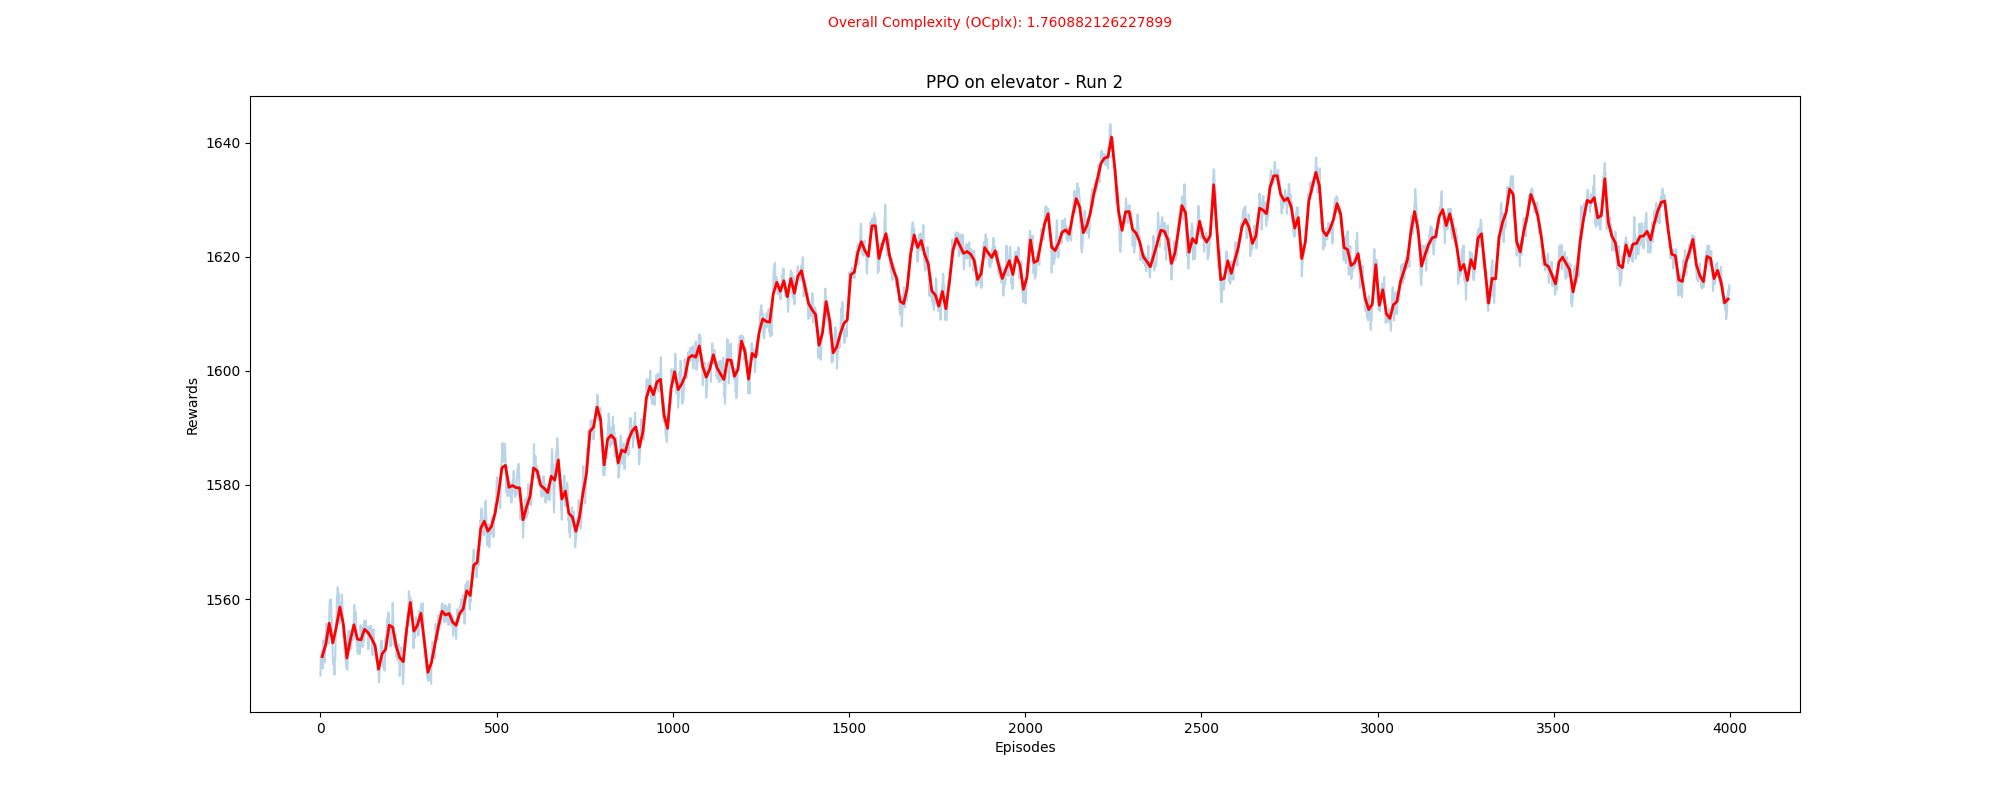 Overall Complexity (OCplx): 1.760882126227899
PPO on elevator - Run 2
1640
1620
1600
1580
1560
Rewards
0 500 1000 1500 2000 2500 3000 3500 4000
Episodes